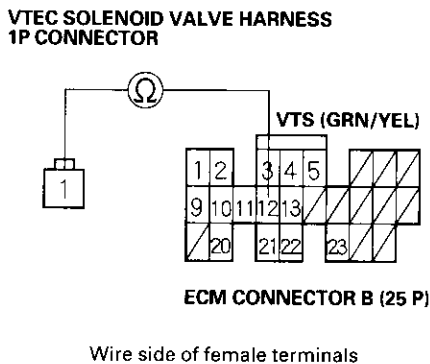 VTEC SOLENOID VALVE HARNESS
1P CONNECTOR
Ω
VTS (GRN/YEL)
1
1 2 3 4 5
9 10 11 12 13
20 21 22 23
ECM CONNECTOR B (25 P)
Wire side of female terminals